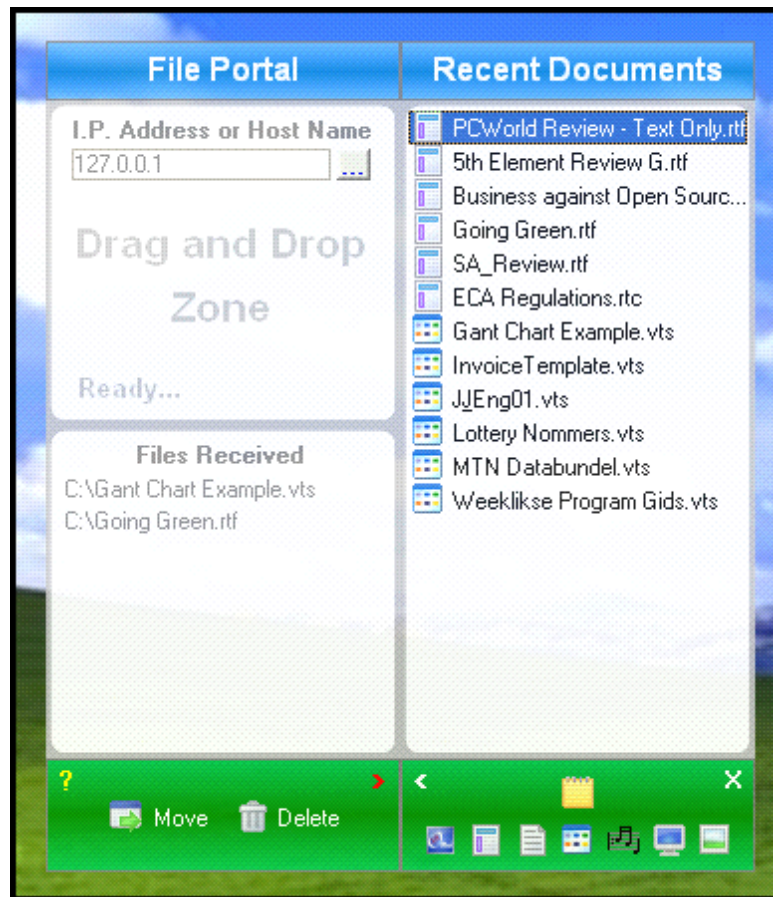 File Portal
I.P. Address or Host Name
127.0.0.1
...
Drag and Drop
Zone
Ready...
Files Received
C:\Gant Chart Example.vts
C:\Going Green.rtf
?
>
Move
Delete
Recent Documents
PCWorld Review - Text Only.rtf
5th Element Review G.rtf
Business against Open Sourc...
Going Green.rtf
SA_Review.rtf
ECA Regulations.rtc
Gant Chart Example.vts
InvoiceTemplate.vts
JJEng01.vts
Lottery Nommers.vts
MTN Databundel.vts
Weeklikse Program Gids.vts
<
X